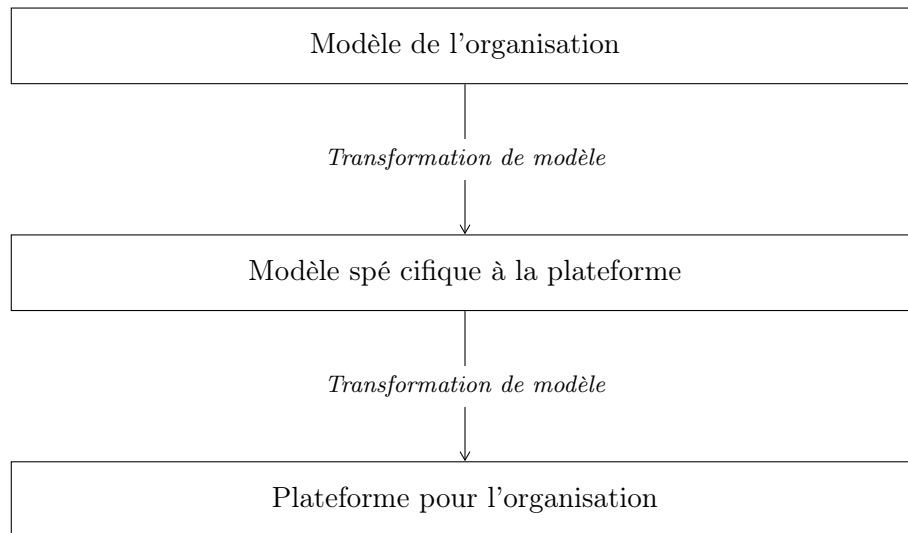 Modèle de l'organisation
Transformation de modèle
Modèle spé cifique à la plateforme
Transformation de modèle
Plateforme pour l'organisation